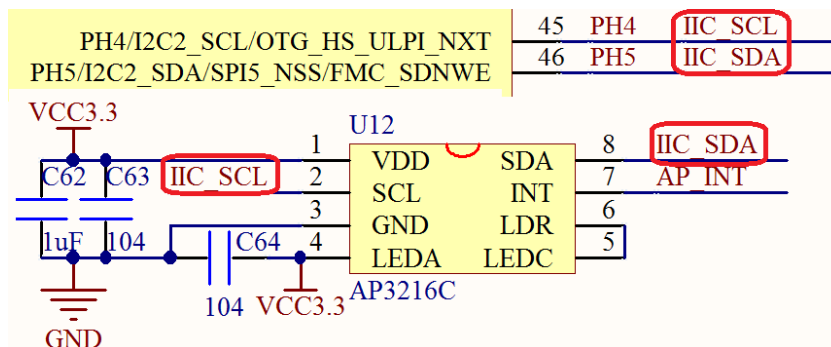 PH4/I2C2_SCL/OTG_HS_ULPI_NXT 45 PH4 IIC_SCL
PH5/I2C2_SDA/SPI5_NSS/FMC_SDNWE 46 PH5 IIC_SDA
VCC3.3
U12
1 VDD SDA 8 IIC_SDA
C62 C63 IIC_SCL 2 SCL INT 7 AP_INT
3 GND LDR 6
1uF 104 C64 4 LEDA LEDC 5
104 VCC3.3 AP3216C
GND